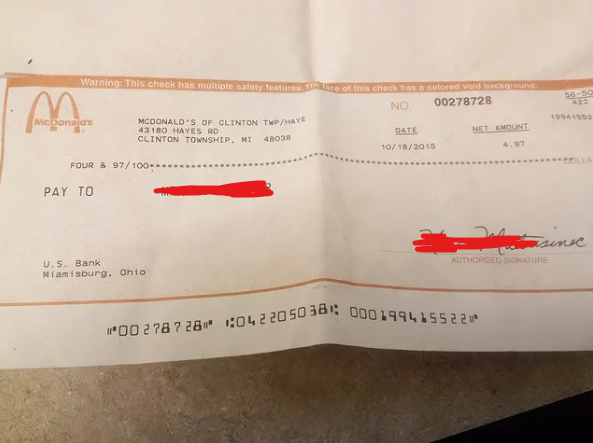 Warning: This check has multiple safety features. The face of this check has a colored void background.
McDonald's
NO. 00278728
56-50
422
MCDONALD'S OF CLINTON TWP/HAYE
43180 HAYES RD
CLINTON TOWNSHIP, MI 48038
DATE NET AMOUNT
10/18/2015 4.97
FOUR & 97/100
PAY TO
AUTHORIZED SIGNATURE
U.S. Bank
Miamisburg, Ohio
⑈00278728⑈ ⑆042205038⑆ 000199415522⑈